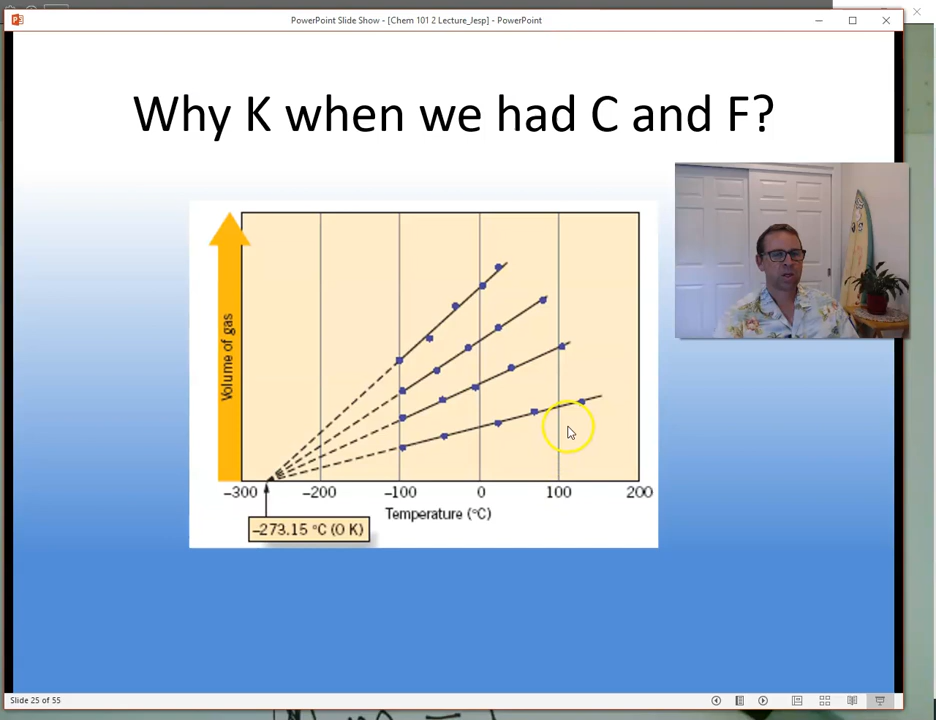 PowerPoint Slide Show - [Chem 101 2 Lecture_Jesp] - PowerPoint
Why K when we had C and F?
Volume of gas
-300 -200 -100 0 100 200
Temperature (°C)
-273.15 °C (0 K)
Slide 25 of 55